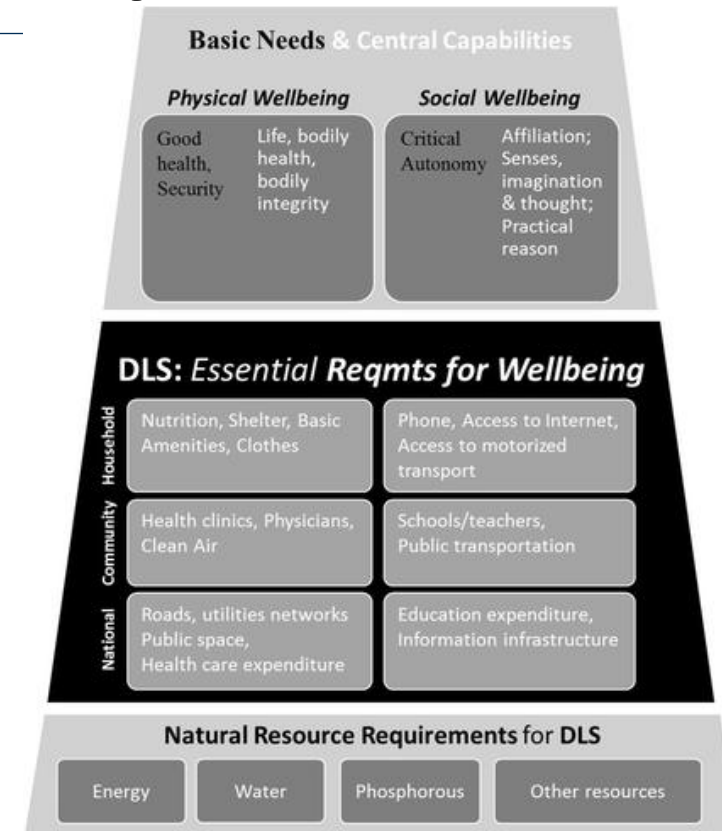 Basic Needs & Central Capabilities
Physical Wellbeing
Social Wellbeing
Good
health,
Security
Life, bodily
health,
bodily
integrity
Critical
Autonomy
Affiliation;
Senses,
imagination
& thought;
Practical
reason
DLS: Essential Reqmts for Wellbeing
Household
Nutrition, Shelter, Basic
Amenities, Clothes
Phone, Access to Internet,
Access to motorized
transport
Community
Health clinics, Physicians,
Clean Air
Schools/teachers,
Public transportation
National
Roads, utilities networks
Public space,
Health care expenditure
Education expenditure,
Information infrastructure
Natural Resource Requirements for DLS
Energy
Water
Phosphorous
Other resources